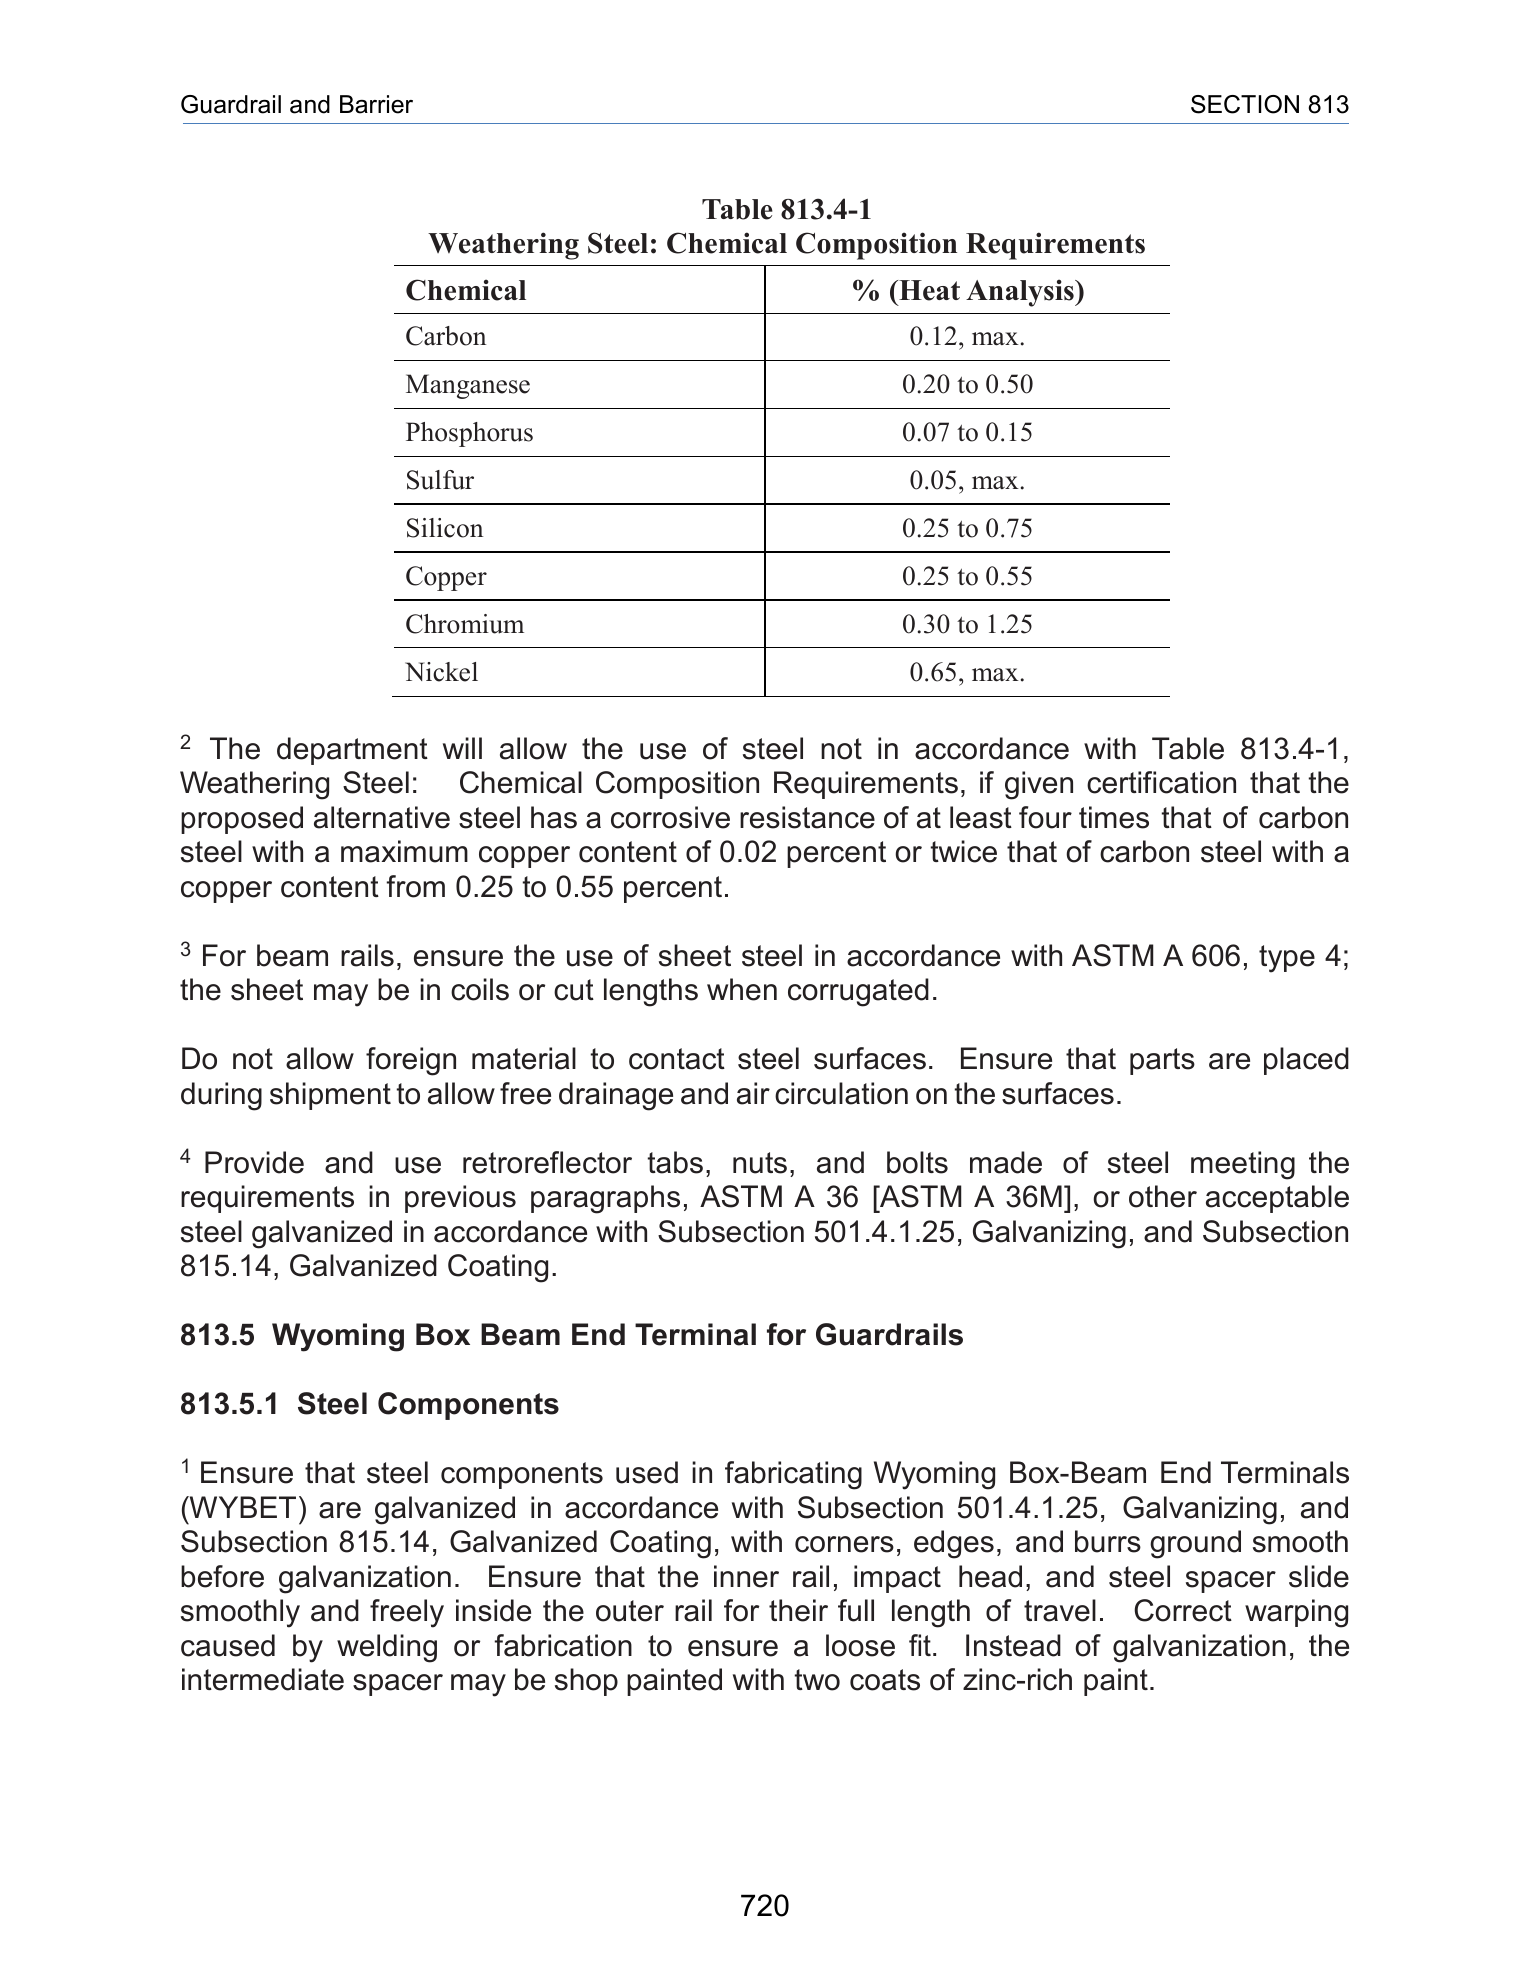 Guardrail and Barrier SECTION 813
Table 813.4-1
Weathering Steel: Chemical Composition Requirements
Chemical % (Heat Analysis)
Carbon 0.12, max.
Manganese 0.20 to 0.50
Phosphorus 0.07 to 0.15
Sulfur 0.05, max.
Silicon 0.25 to 0.75
Copper 0.25 to 0.55
Chromium 0.30 to 1.25
Nickel 0.65, max.
2 The department will allow the use of steel not in accordance with Table 813.4-1,
Weathering Steel: Chemical Composition Requirements, if given certification that the
proposed alternative steel has a corrosive resistance of at least four times that of carbon
steel with a maximum copper content of 0.02 percent or twice that of carbon steel with a
copper content from 0.25 to 0.55 percent.
3 For beam rails, ensure the use of sheet steel in accordance with ASTM A 606, type 4;
the sheet may be in coils or cut lengths when corrugated.
Do not allow foreign material to contact steel surfaces. Ensure that parts are placed
during shipment to allow free drainage and air circulation on the surfaces.
4 Provide and use retroreflector tabs, nuts, and bolts made of steel meeting the
requirements in previous paragraphs, ASTM A 36 [ASTM A 36M], or other acceptable
steel galvanized in accordance with Subsection 501.4.1.25, Galvanizing, and Subsection
815.14, Galvanized Coating.
813.5 Wyoming Box Beam End Terminal for Guardrails
813.5.1 Steel Components
1 Ensure that steel components used in fabricating Wyoming Box-Beam End Terminals
(WYBET) are galvanized in accordance with Subsection 501.4.1.25, Galvanizing, and
Subsection 815.14, Galvanized Coating, with corners, edges, and burrs ground smooth
before galvanization. Ensure that the inner rail, impact head, and steel spacer slide
smoothly and freely inside the outer rail for their full length of travel. Correct warping
caused by welding or fabrication to ensure a loose fit. Instead of galvanization, the
intermediate spacer may be shop painted with two coats of zinc-rich paint.
720